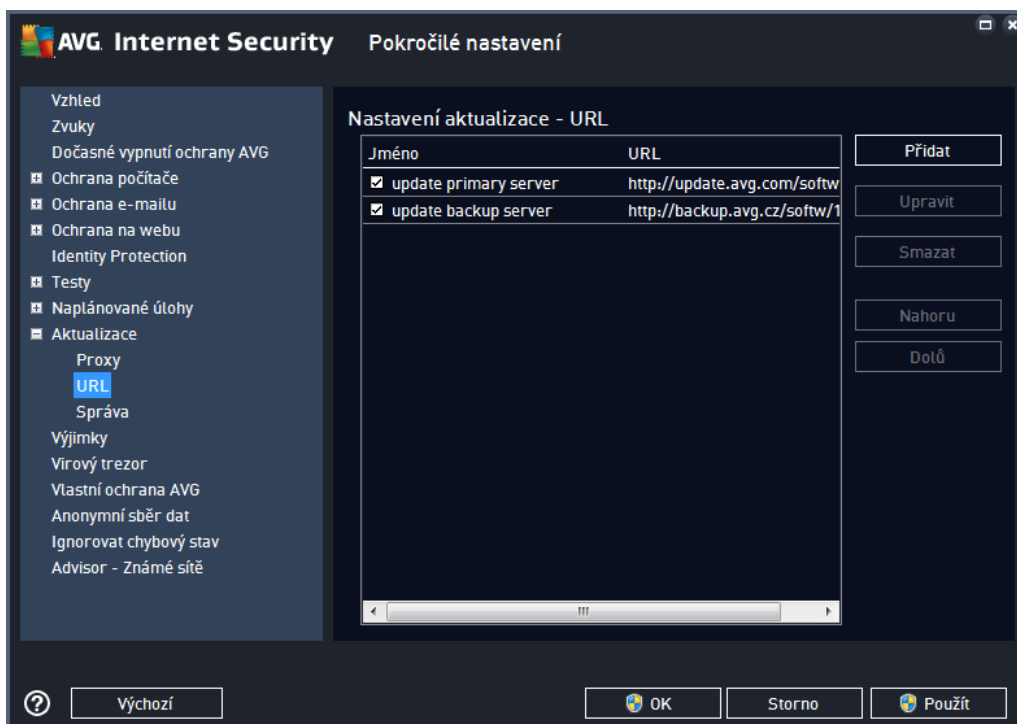 AVG. Internet Security Pokročilé nastavení
Vzhled
Zvuky
Dočasné vypnutí ochrany AVG
Ochrana počítače
Ochrana e-mailu
Ochrana na webu
Identity Protection
Testy
Naplánované úlohy
Aktualizace
Proxy
URL
Správa
Výjimky
Virový trezor
Vlastní ochrana AVG
Anonymní sběr dat
Ignorovat chybový stav
Advisor - Známé sítě
Nastavení aktualizace - URL
Jméno URL
update primary server http://update.avg.com/softw
update backup server http://backup.avg.cz/softw/1
Přidat
Upravit
Smazat
Nahoru
Dolů
Výchozí
OK
Storno
Použít